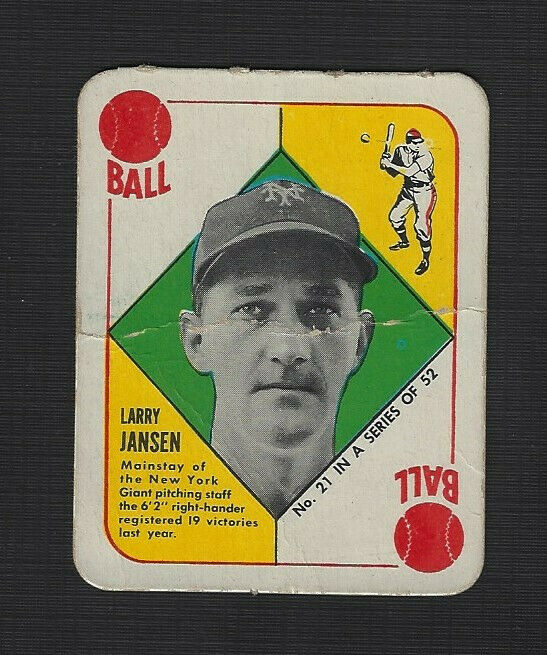 BALL
NY
LARRY
JANSEN
Mainstay of
the New York
Giant pitching staff
the 6'2" right-hander
registered 19 victories
last year.
No. 21 IN A SERIES OF 52
BALL